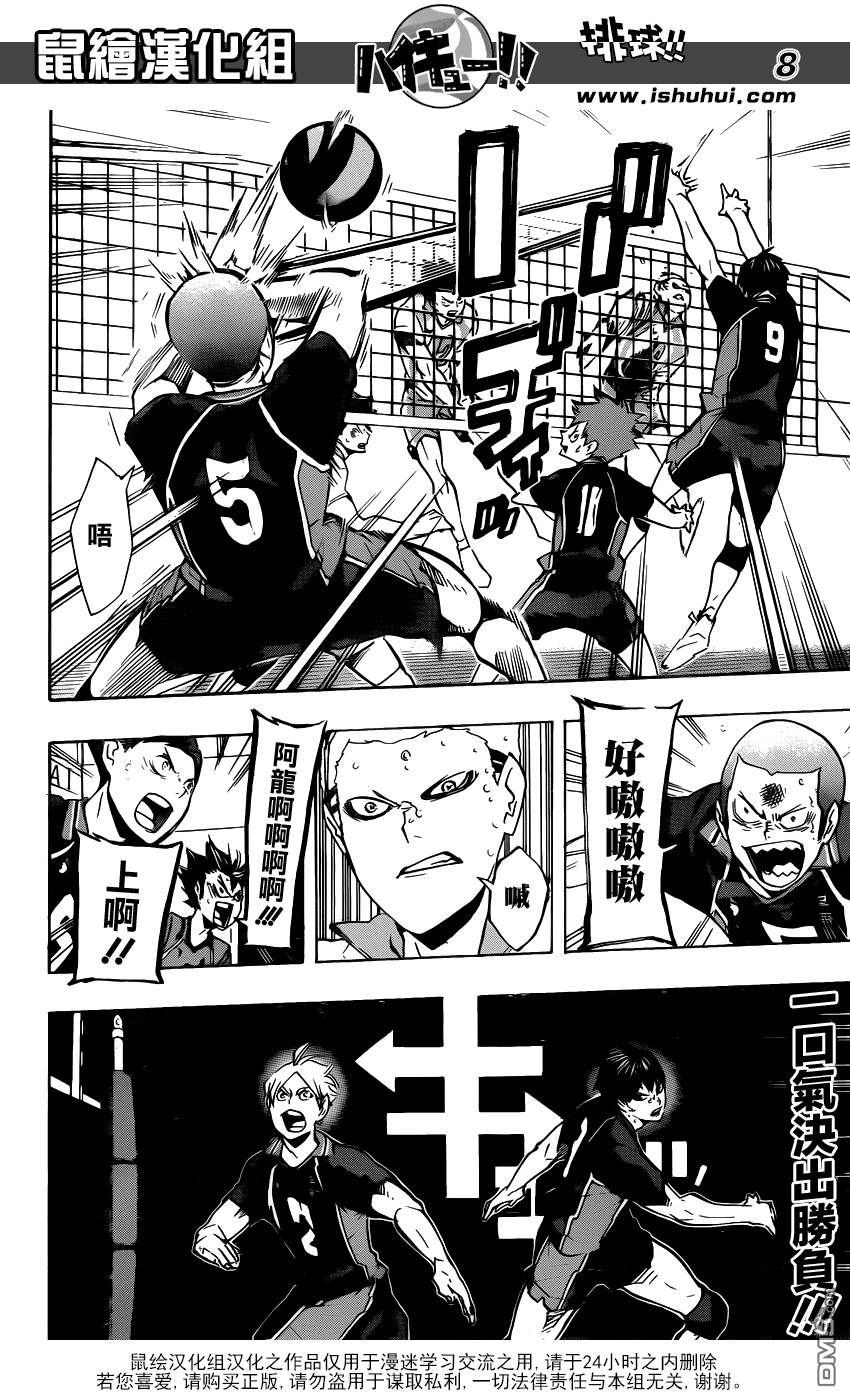 鼠繪漢化組
ハイキュー!!
排球!!
8
www.ishuhui.com
9
10
5
唔
好嗷嗷嗷
喊
阿龍啊啊啊啊!!!
上啊!!
一口氣決出勝負!!
鼠绘汉化组汉化之作品仅用于漫迷学习交流之用, 请于24小时之内删除
若您喜爱, 请购买正版, 请勿盗用于谋取私利, 一切法律责任与本组无关, 谢谢。
DM5.com